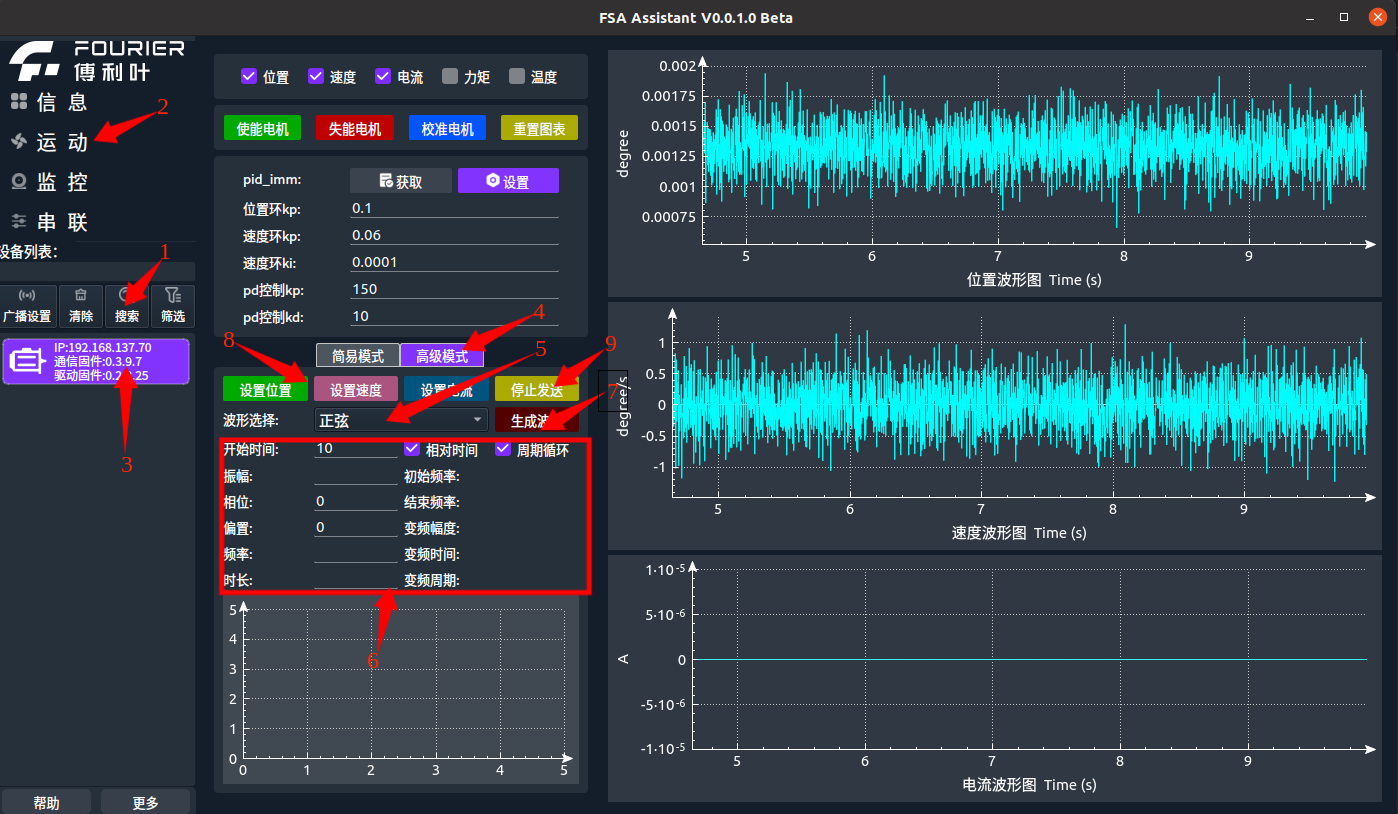 FSA Assistant V0.0.1.0 Beta
FOURIER
傅利叶
信 息
2
运 动
监 控
串 联
设备列表:
1
广播设置 清除 搜索 筛选
IP:192.168.137.70
通信固件:0.3.9.7
3
位置 速度 电流 力矩 温度
使能电机 失能电机 校准电机 重置图表
pid_imm: 获取 设置
位置环kp: 0.1
速度环kp: 0.06
速度环ki: 0.0001
pd控制kp: 150
pd控制kd: 10
4
8 简易模式 高级模式 5 9
设置位置 设置速度 设置电流 停止发送
7
波形选择: 正弦 生成波
开始时间: 10 相对时间 周期循环
振幅: 初始频率:
相位: 0 结束频率:
偏置: 0 变频幅度:
频率: 变频时间:
时长: 变频周期:
6
5
4
3
2
1
0
0 1 2 3 4 5
帮助 更多
degree
0.002
0.00175
0.0015
0.00125
0.001
0.00075
5 6 7 8 9
位置波形图 Time (s)
degree/s
1
0.5
0
-0.5
-1
5 6 7 8 9
速度波形图 Time (s)
A
1·10⁻⁵
5·10⁻⁶
0
-5·10⁻⁶
-1·10⁻⁵
5 6 7 8 9
电流波形图 Time (s)